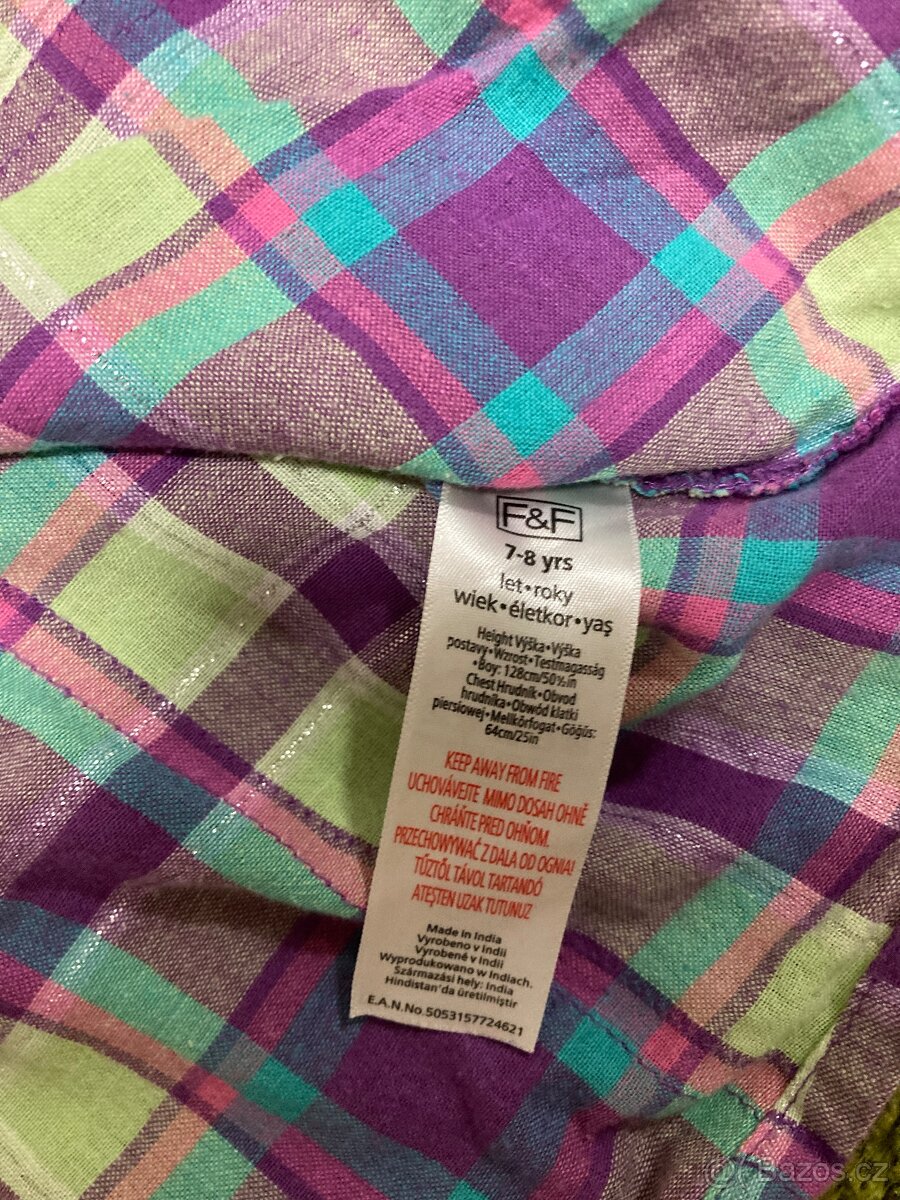 F&F
7-8 yrs
let•roky
wiek•életkor•yaş
Height Výška•Výška
postavy•Wzrost•Testmagasság
•Boy: 128cm/50½in
Chest Hrudník•Obvod
hrudníka•Obwód klatki
piersiowej•Mellkörfogat•Göğüs:
64cm/25in
KEEP AWAY FROM FIRE
UCHOVÁVEJTE MIMO DOSAH OHNĚ
CHRÁŇTE PRED OHŇOM.
PRZECHOWYWAĆ Z DALA OD OGNIA!
TŰZTŐL TÁVOL TARTANDÓ
ATEŞTEN UZAK TUTUNUZ
Made in India
Vyrobeno v Indii
Vyrobené v Indii
Wyprodukowano w Indiach.
Származási hely: India
Hindistan'da üretilmiştir
E.A.N.No.5053157724621
Bazos.cz